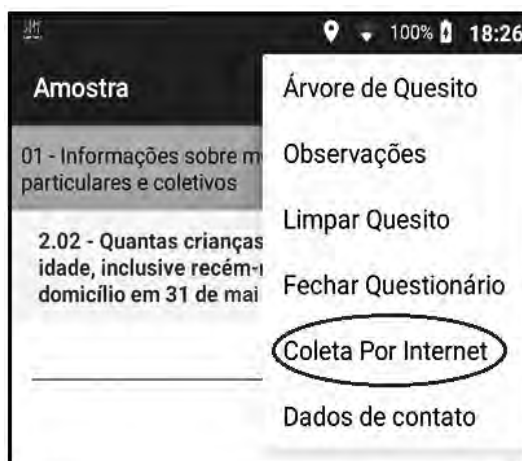 100% 18:26
Amostra
Árvore de Quesito
01 - Informações sobre m
particulares e coletivos
Observações
Limpar Quesito
2.02 - Quantas crianças
idade, inclusive recém-
domicílio em 31 de mai
Fechar Questionário
Coleta Por Internet
Dados de contato